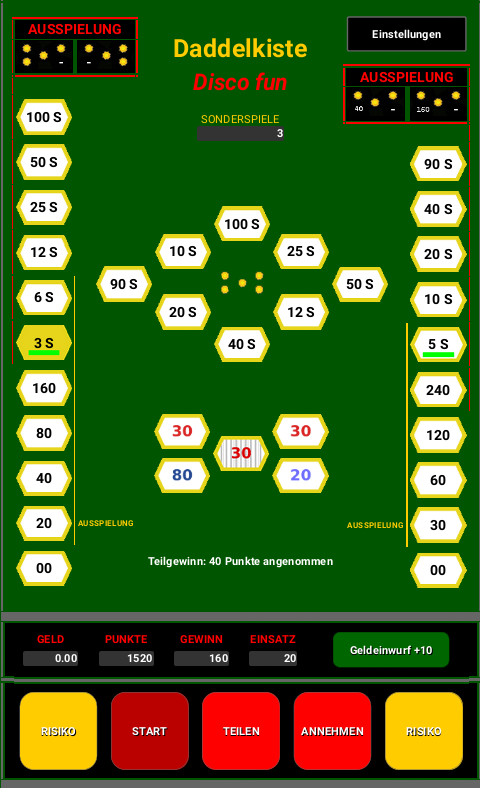 AUSSPIELUNG
- -
Daddelkiste
Disco fun
Einstellungen
AUSSPIELUNG
40 - 160 -
SONDERSPIELE
3
100 S
50 S
25 S
12 S
6 S
3 S
160
80
40
20
AUSSPIELUNG
00
100 S
10 S
25 S
90 S
50 S
20 S
12 S
40 S
30
30
30
80
20
90 S
40 S
20 S
10 S
5 S
240
120
60
AUSSPIELUNG
30
00
Teilgewinn: 40 Punkte angenommen
GELD PUNKTE GEWINN EINSATZ
0.00 1520 160 20
Geldeinwurf +10
RISIKO START TEILEN ANNEHMEN RISIKO